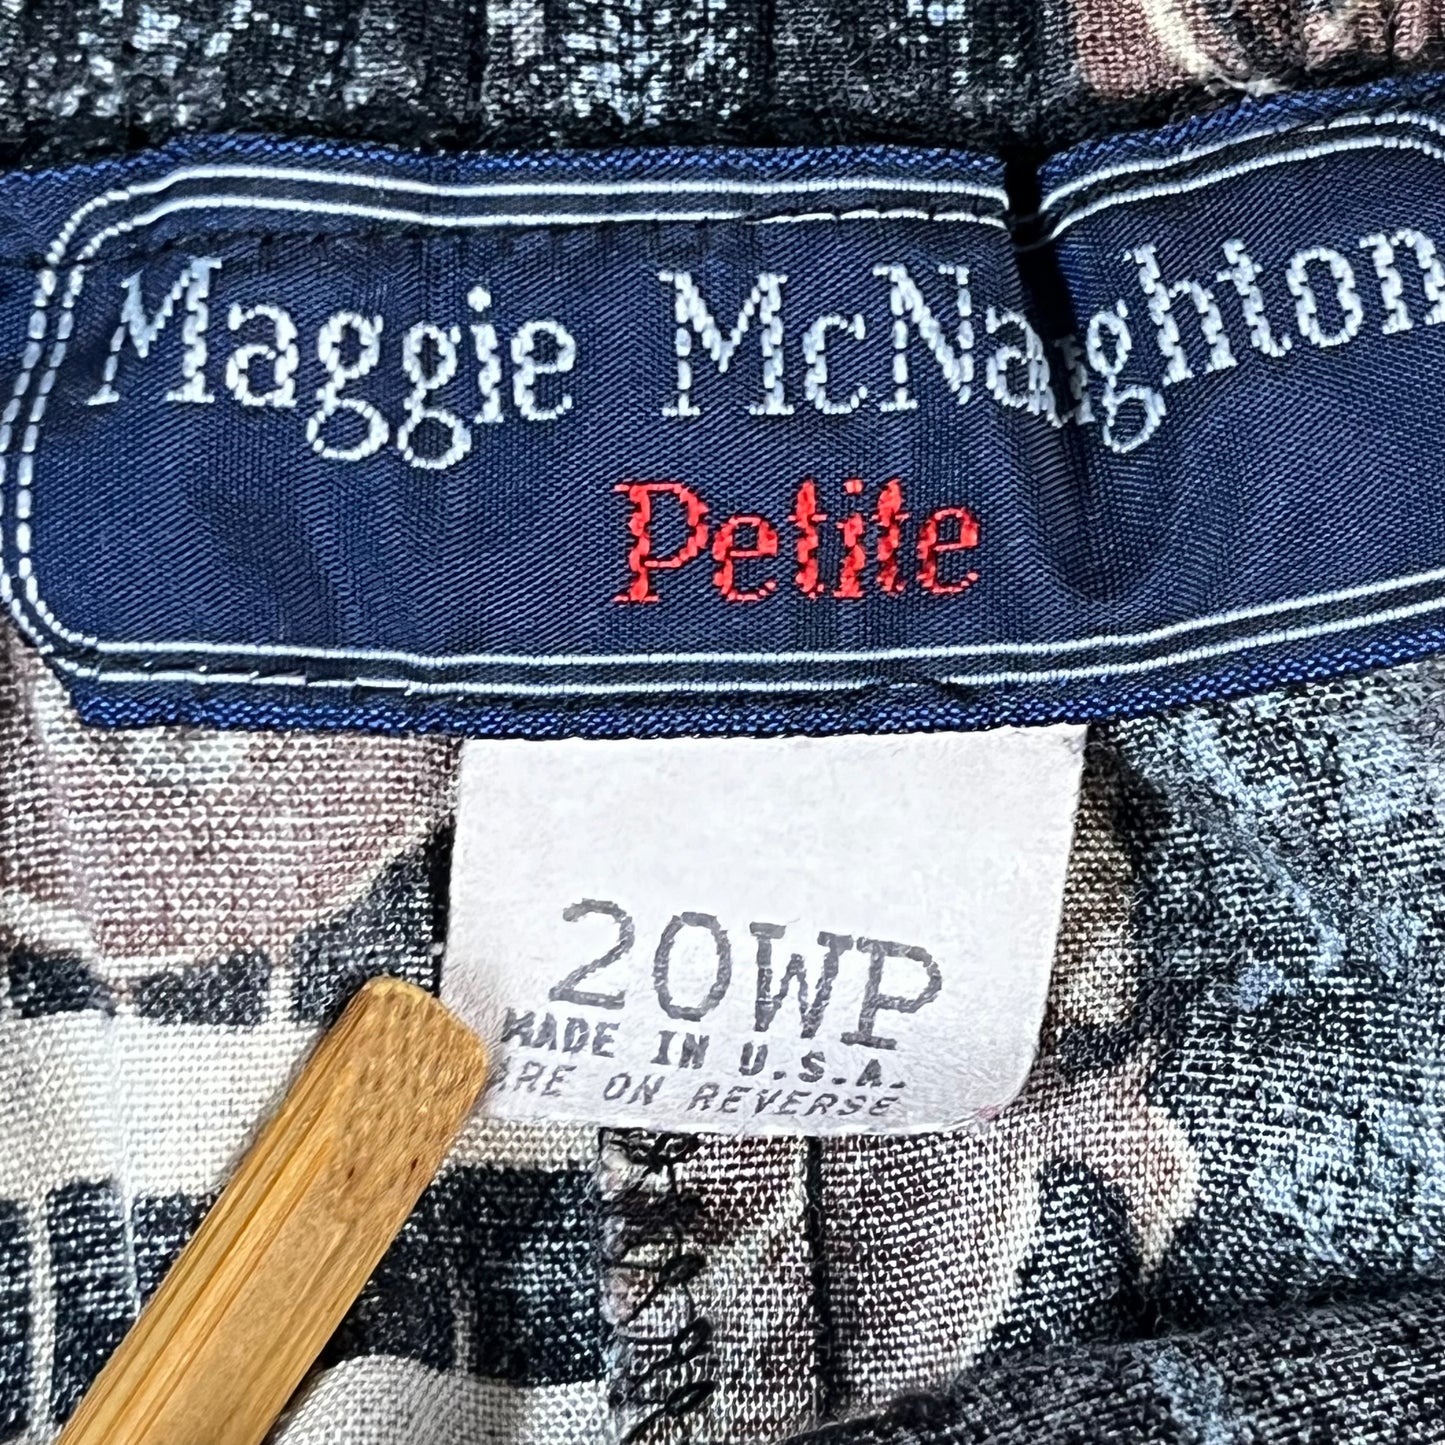 Maggie McNaughton
Petite
20WP
MADE IN U.S.A.
ARE ON REVERSE